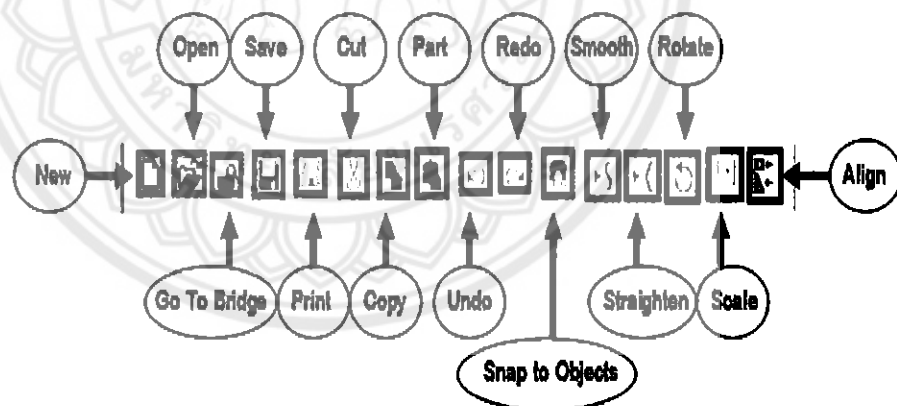 Open Save Cut Part Redo Smooth Rotate
New Align
Go To Bridge Print Copy Undo Straighten Scale
Snap to Objects